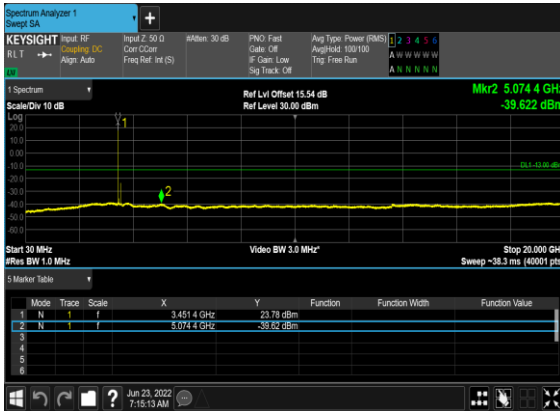 Spectrum Analyzer 1
Swept SA
+
KEYSIGHT Input: RF Input Z: 50 Ω #Atten: 30 dB PNO: Fast Avg Type: Power (RMS) 1 2 3 4 5 6
RLT Coupling: DC Corr CCorr Gate: Off Avg|Hold: 100/100 A W W W W W
Align: Auto Freq Ref: Int (S) IF Gain: Low Trig: Free Run
Sig Track: Off A N N N N N
1 Spectrum Ref Lvl Offset 15.54 dB Mkr2 5.074 4 GHz
Scale/Div 10 dB Ref Level 30.00 dBm -39.622 dBm
Log
20.0
10.0
0.00
-10.0
-20.0
-30.0
-40.0
-50.0
-60.0
1
2
DL1 -13.00 dBm
Start 30 MHz Video BW 3.0 MHz* Stop 20.000 GHz
#Res BW 1.0 MHz Sweep ~38.3 ms (40001 pts)
5 Marker Table
Mode Trace Scale X Y Function Function Width Function Value
1 N 1 f 3.451 4 GHz 23.78 dBm
2 N 1 f 5.074 4 GHz -39.62 dBm
3
4
5
6
? Jun 23, 2022
7:15:13 AM